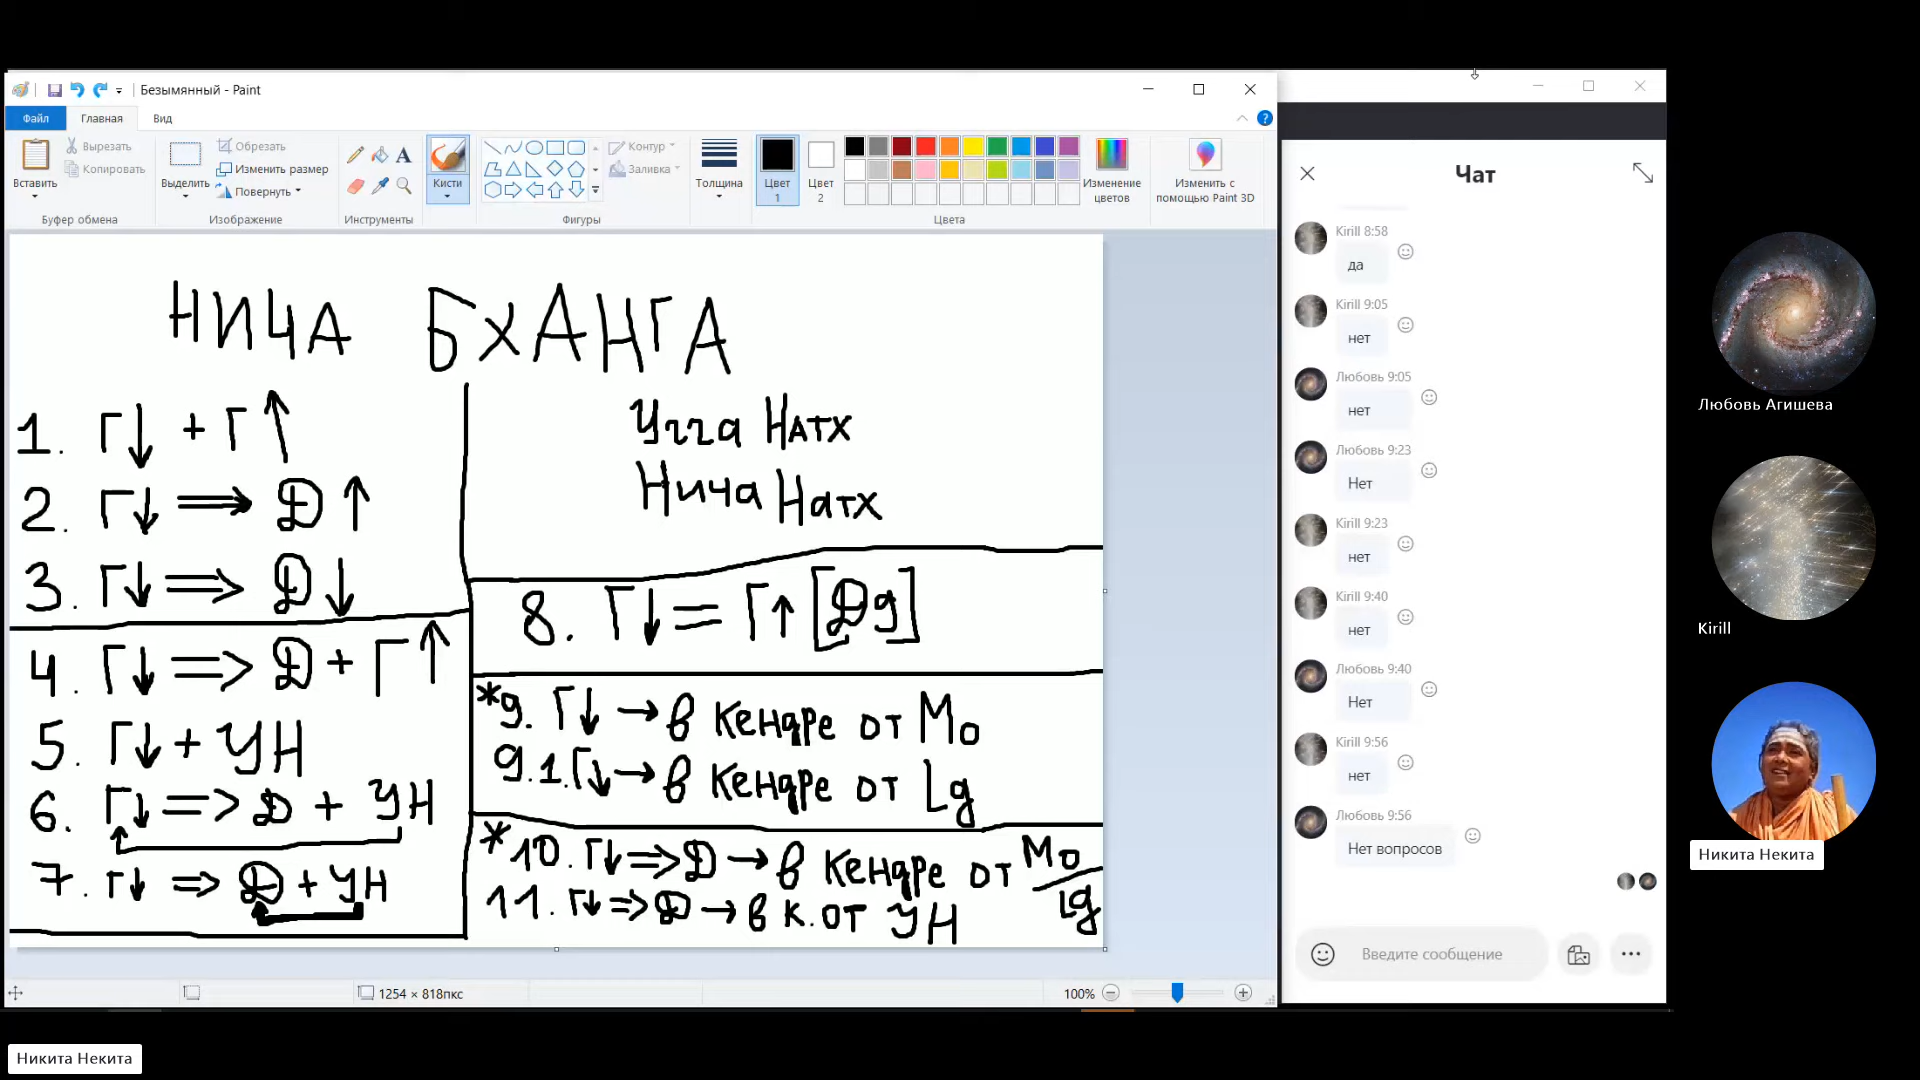 Безымянный - Paint
Файл
Главная
Вид
Вставить
Вырезать
Копировать
Буфер обмена
Выделить
Обрезать
Изменить размер
Повернуть
Изображение
Инструменты
Кисти
Контур
Заливка
Фигуры
Толщина
Цвет 1
Цвет 2
Изменение цветов
Цвета
Изменить с помощью Paint 3D
НИЧА БХАНГА
1. Г↓ + Г↑
2. Г↓ => Д↑
3. Г↓ => Д↓
4. Г↓ => Д + Г↑
5. Г↓ + УН
6. Г↓ => Д + УН
7. Г↓ => Д + УН
Угга Натх
Нича Натх
8. Г↓ = Г↑ [Дg]
*9. Г↓ → в Кендре от Мо
9.1. Г↓ → в Кендре от Lg
*10. Г↓ => Д → в Кендре от Мо/Lg
11. Г↓ => Д → в к. от УН
1254 × 818пкс
100%
Чат
Kirill 8:58
да
Kirill 9:05
нет
Любовь 9:05
нет
Любовь 9:23
Нет
Kirill 9:23
нет
Kirill 9:40
нет
Любовь 9:40
Нет
Kirill 9:56
нет
Любовь 9:56
Нет вопросов
Введите сообщение
Любовь Агишева
Kirill
Никита Некита
Никита Некита